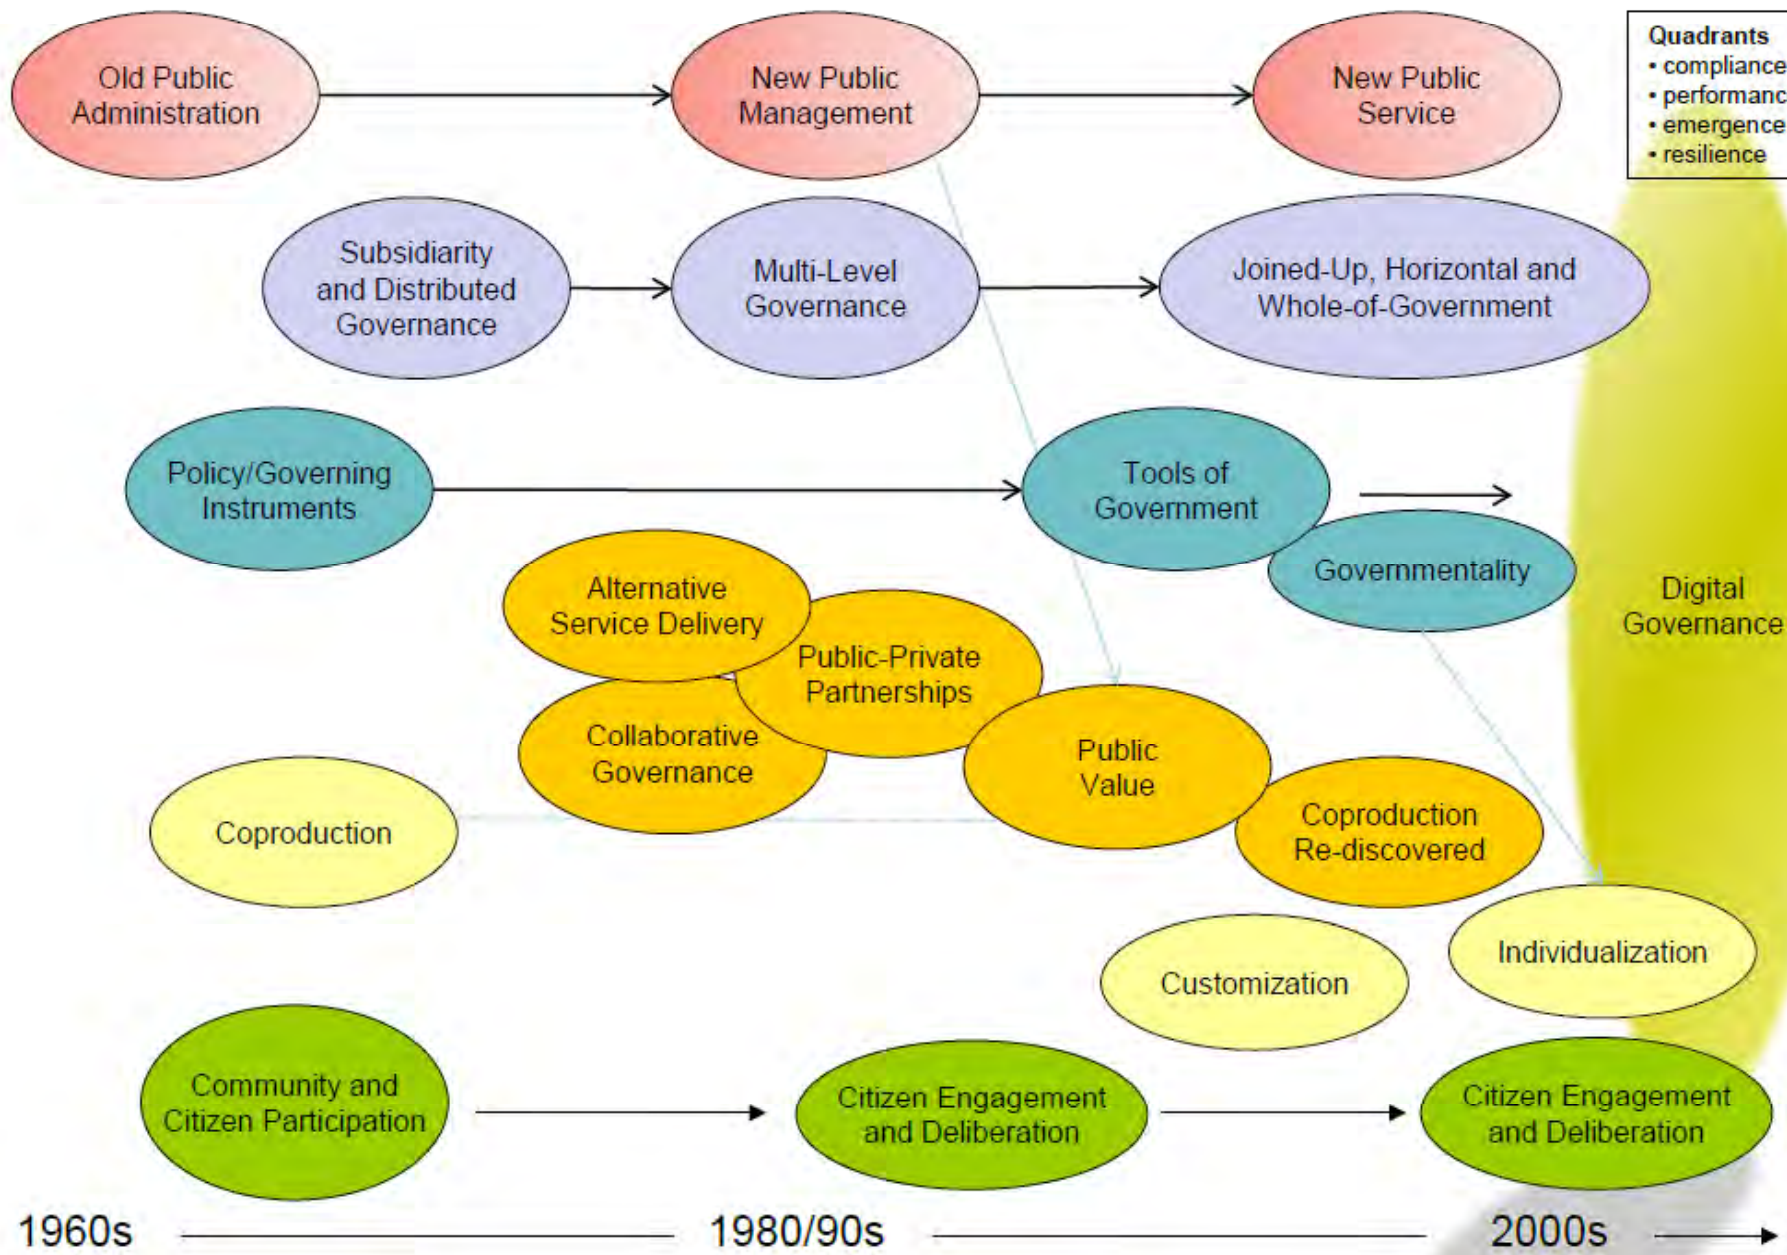 Old Public
Administration
New Public
Management
New Public
Service
Quadrants
• compliance
• performanc
• emergence
• resilience
Subsidiarity
and Distributed
Governance
Multi-Level
Governance
Joined-Up, Horizontal and
Whole-of-Government
Policy/Governing
Instruments
Tools of
Government
Governmentality
Digital
Governance
Alternative
Service Delivery
Public-Private
Partnerships
Collaborative
Governance
Public
Value
Coproduction
Coproduction
Re-discovered
Customization
Individualization
Community and
Citizen Participation
Citizen Engagement
and Deliberation
Citizen Engagement
and Deliberation
1960s
1980/90s
2000s